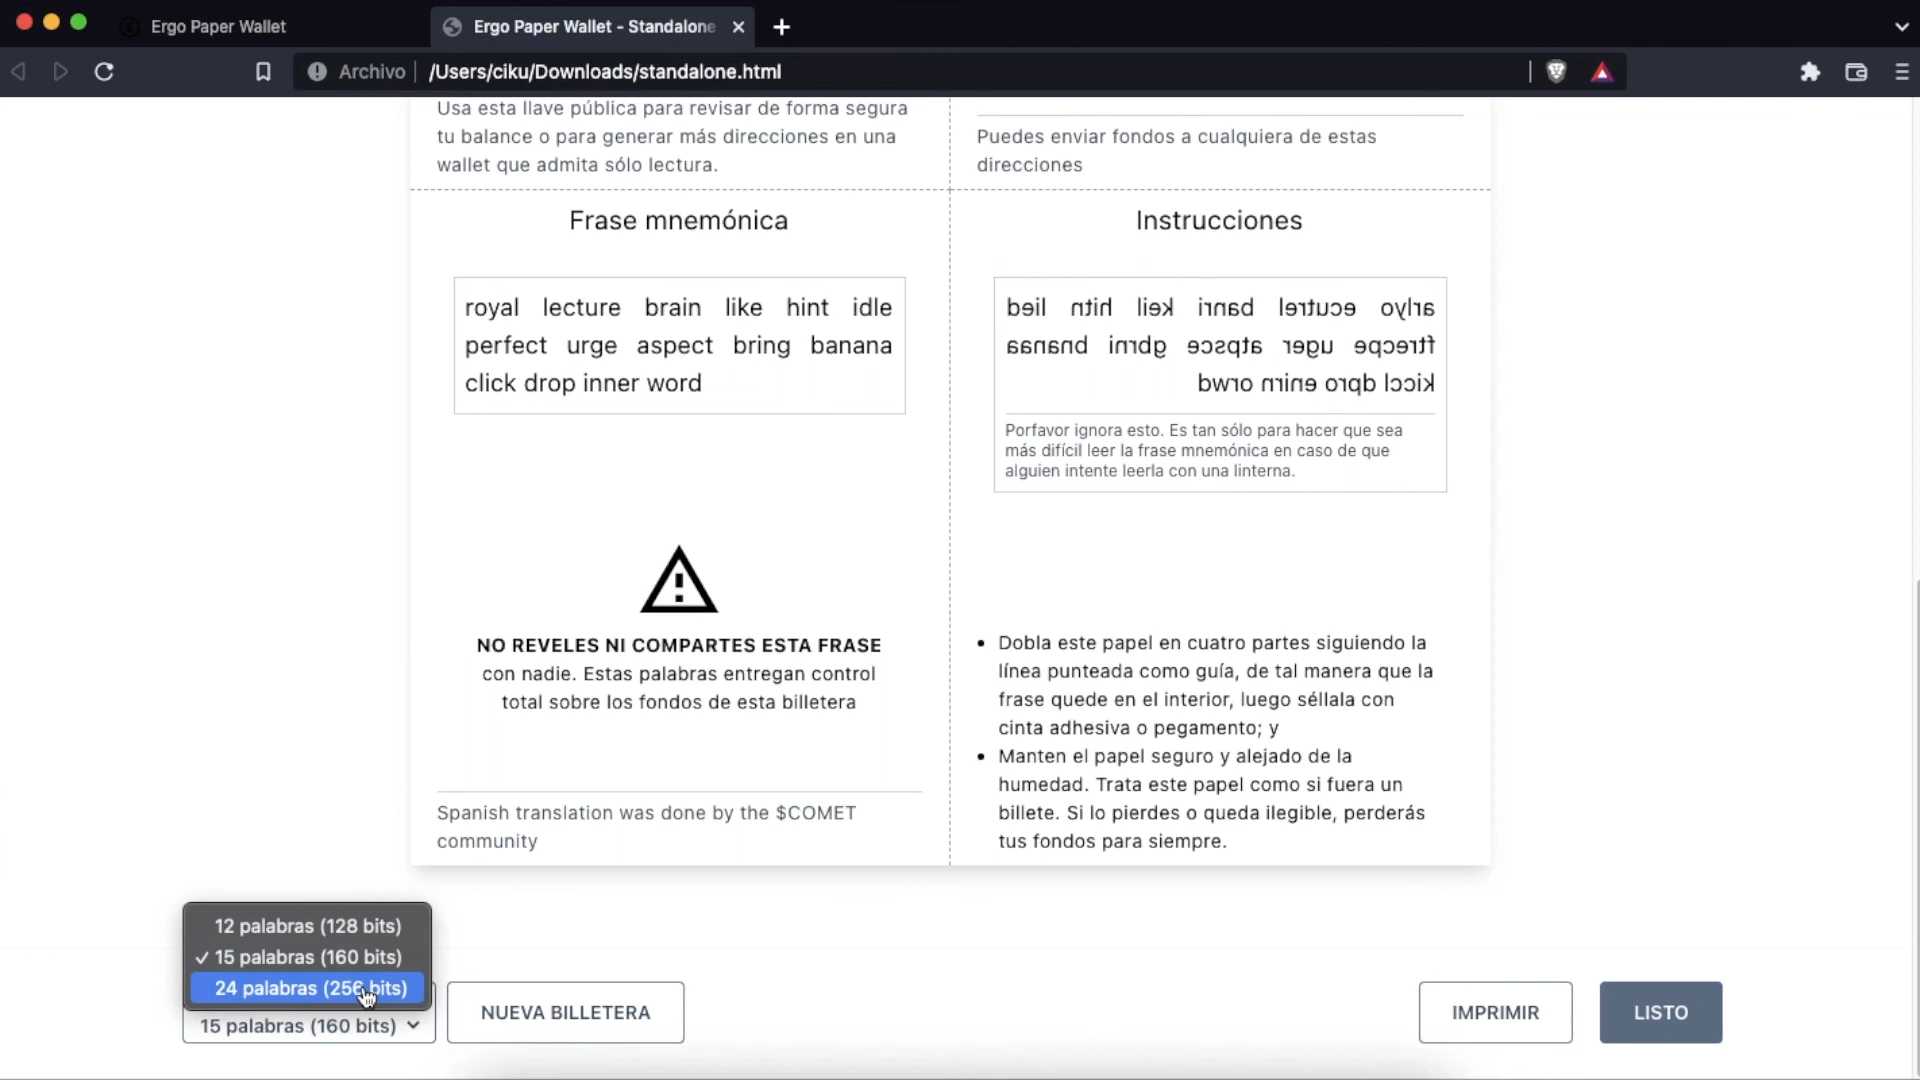 Ergo Paper Wallet
Ergo Paper Wallet - Standalone
Archivo
/Users/ciku/Downloads/standalone.html
Usa esta llave pública para revisar de forma segura
tu balance o para generar más direcciones en una
wallet que admita sólo lectura.
Puedes enviar fondos a cualquiera de estas
direcciones
Frase mnemónica
royal lecture brain like hint idle
perfect urge aspect bring banana
click drop inner word
NO REVELES NI COMPARTES ESTA FRASE
con nadie. Estas palabras entregan control
total sobre los fondos de esta billetera
Spanish translation was done by the $COMET
community
Instrucciones
Porfavor ignora esto. Es tan sólo para hacer que sea
más difícil leer la frase mnemónica en caso de que
alguien intente leerla con una linterna.
• Dobla este papel en cuatro partes siguiendo la
línea punteada como guía, de tal manera que la
frase quede en el interior, luego séllala con
cinta adhesiva o pegamento; y
• Manten el papel seguro y alejado de la
humedad. Trata este papel como si fuera un
billete. Si lo pierdes o queda ilegible, perderás
tus fondos para siempre.
12 palabras (128 bits)
✓ 15 palabras (160 bits)
24 palabras (256 bits)
15 palabras (160 bits)
NUEVA BILLETERA
IMPRIMIR
LISTO